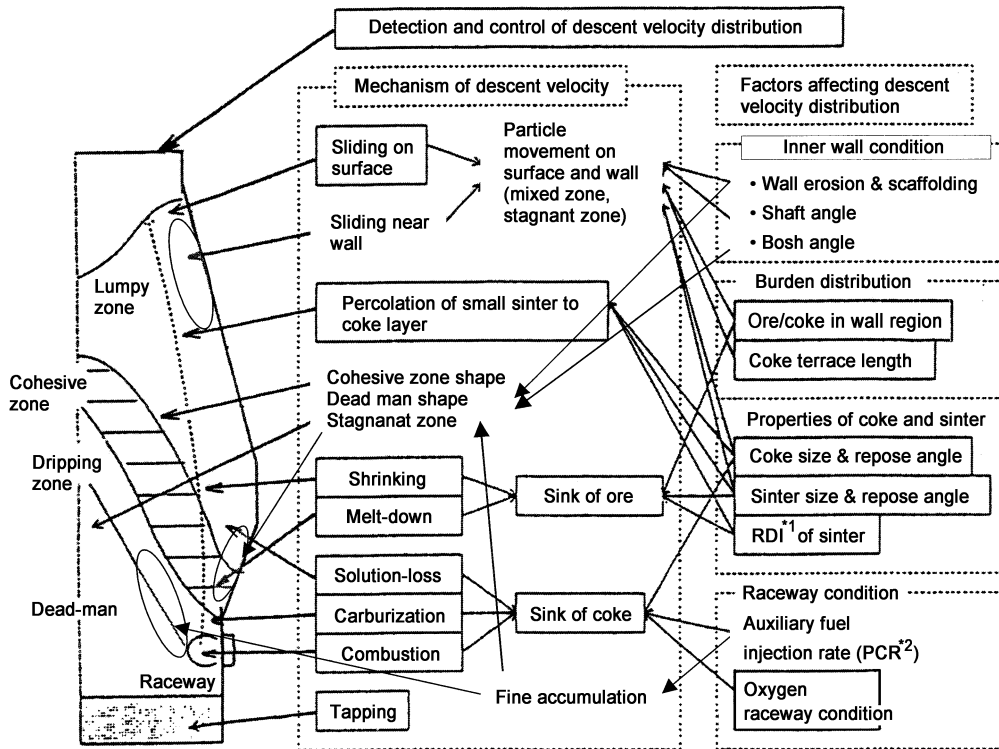 Detection and control of descent velocity distribution
Mechanism of descent velocity
Factors affecting descent
velocity distribution
Sliding on
surface
Particle
movement on
surface and wall
(mixed zone,
stagnant zone)
Inner wall condition
• Wall erosion & scaffolding
• Shaft angle
• Bosh angle
Sliding near
wall
Lumpy
zone
Percolation of small sinter to
coke layer
Burden distribution
Ore/coke in wall region
Coke terrace length
Cohesive
zone
Cohesive zone shape
Dead man shape
Stagnanat zone
Properties of coke and sinter
Coke size & repose angle
Sinter size & repose angle
RDI*1 of sinter
Dripping
zone
Shrinking
Melt-down
Sink of ore
Solution-loss
Carburization
Combustion
Sink of coke
Dead-man
Raceway condition
Auxiliary fuel
injection rate (PCR*2)
Oxygen
raceway condition
Raceway
Fine accumulation
Tapping